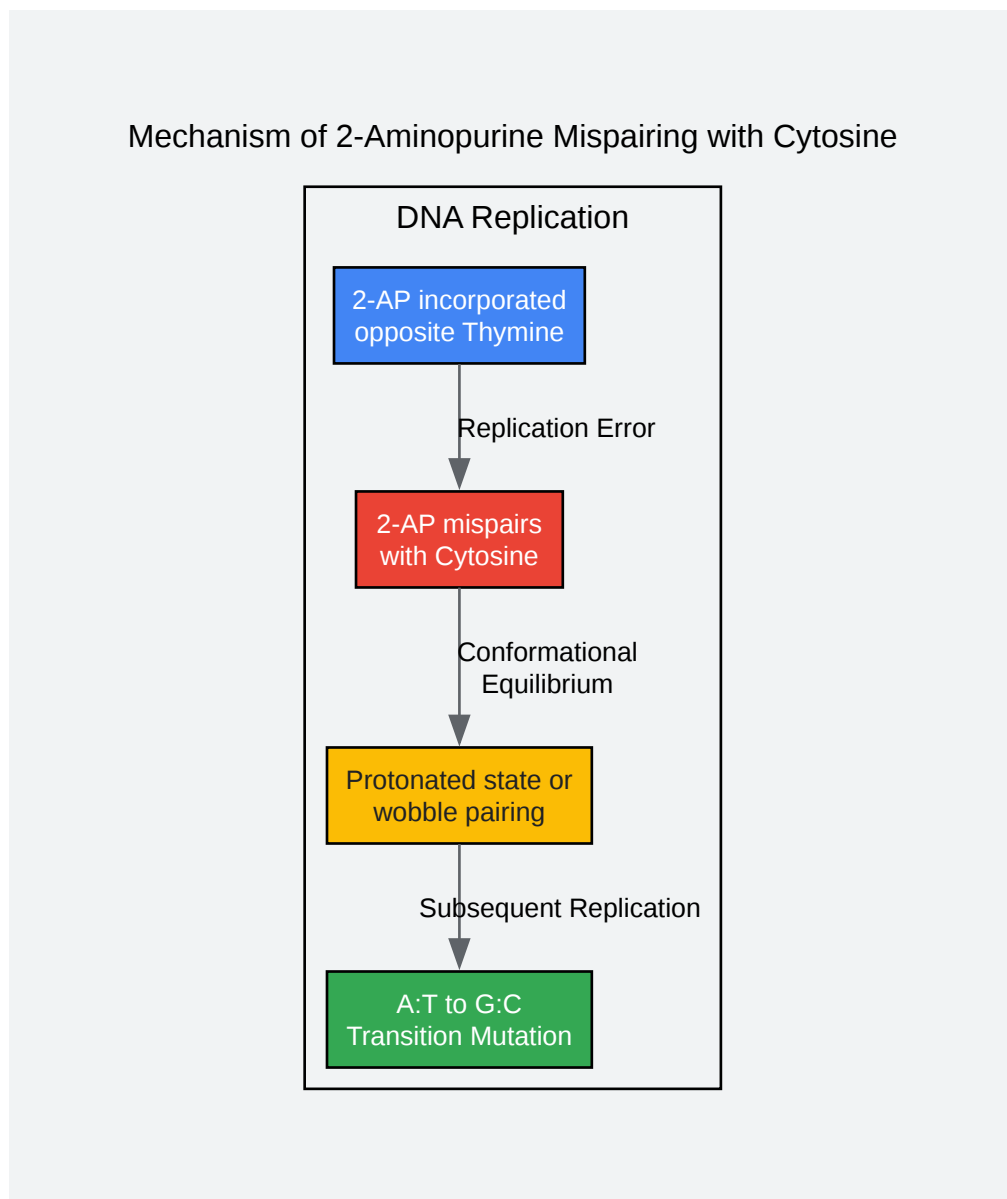 Mechanism of 2-Aminopurine Mispairing with Cytosine
DNA Replication
2-AP incorporated
opposite Thymine
Replication Error
2-AP mispairs
with Cytosine
Conformational
Equilibrium
Protonated state or
wobble pairing
Subsequent Replication
A:T to G:C
Transition Mutation